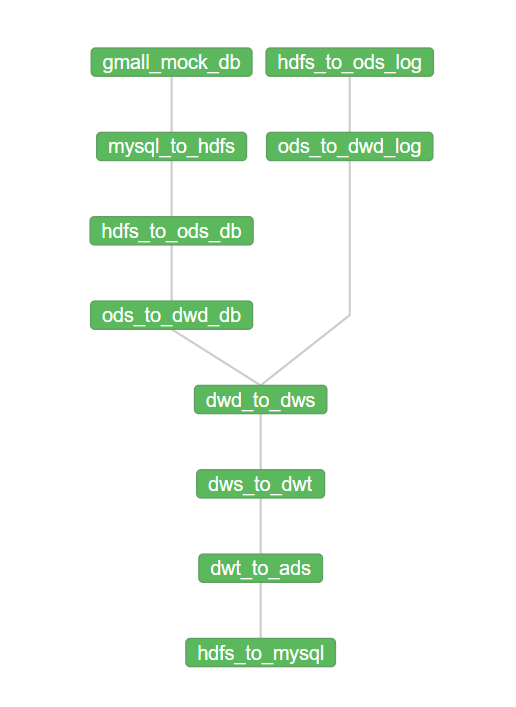 gmall_mock_db
hdfs_to_ods_log
mysql_to_hdfs
ods_to_dwd_log
hdfs_to_ods_db
ods_to_dwd_db
dwd_to_dws
dws_to_dwt
dwt_to_ads
hdfs_to_mysql